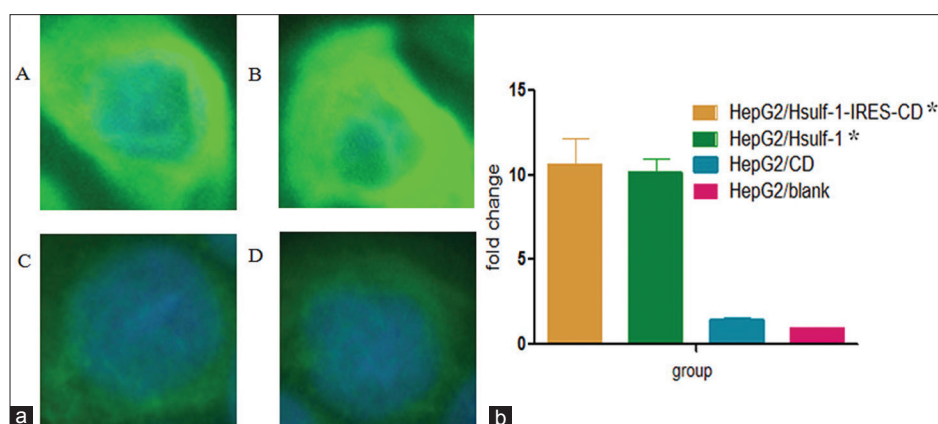 A
B
C
D
a
fold change
15
10
5
0
HepG2/Hsulf-1-IRES-CD *
HepG2/Hsulf-1 *
HepG2/CD
HepG2/blank
group
b